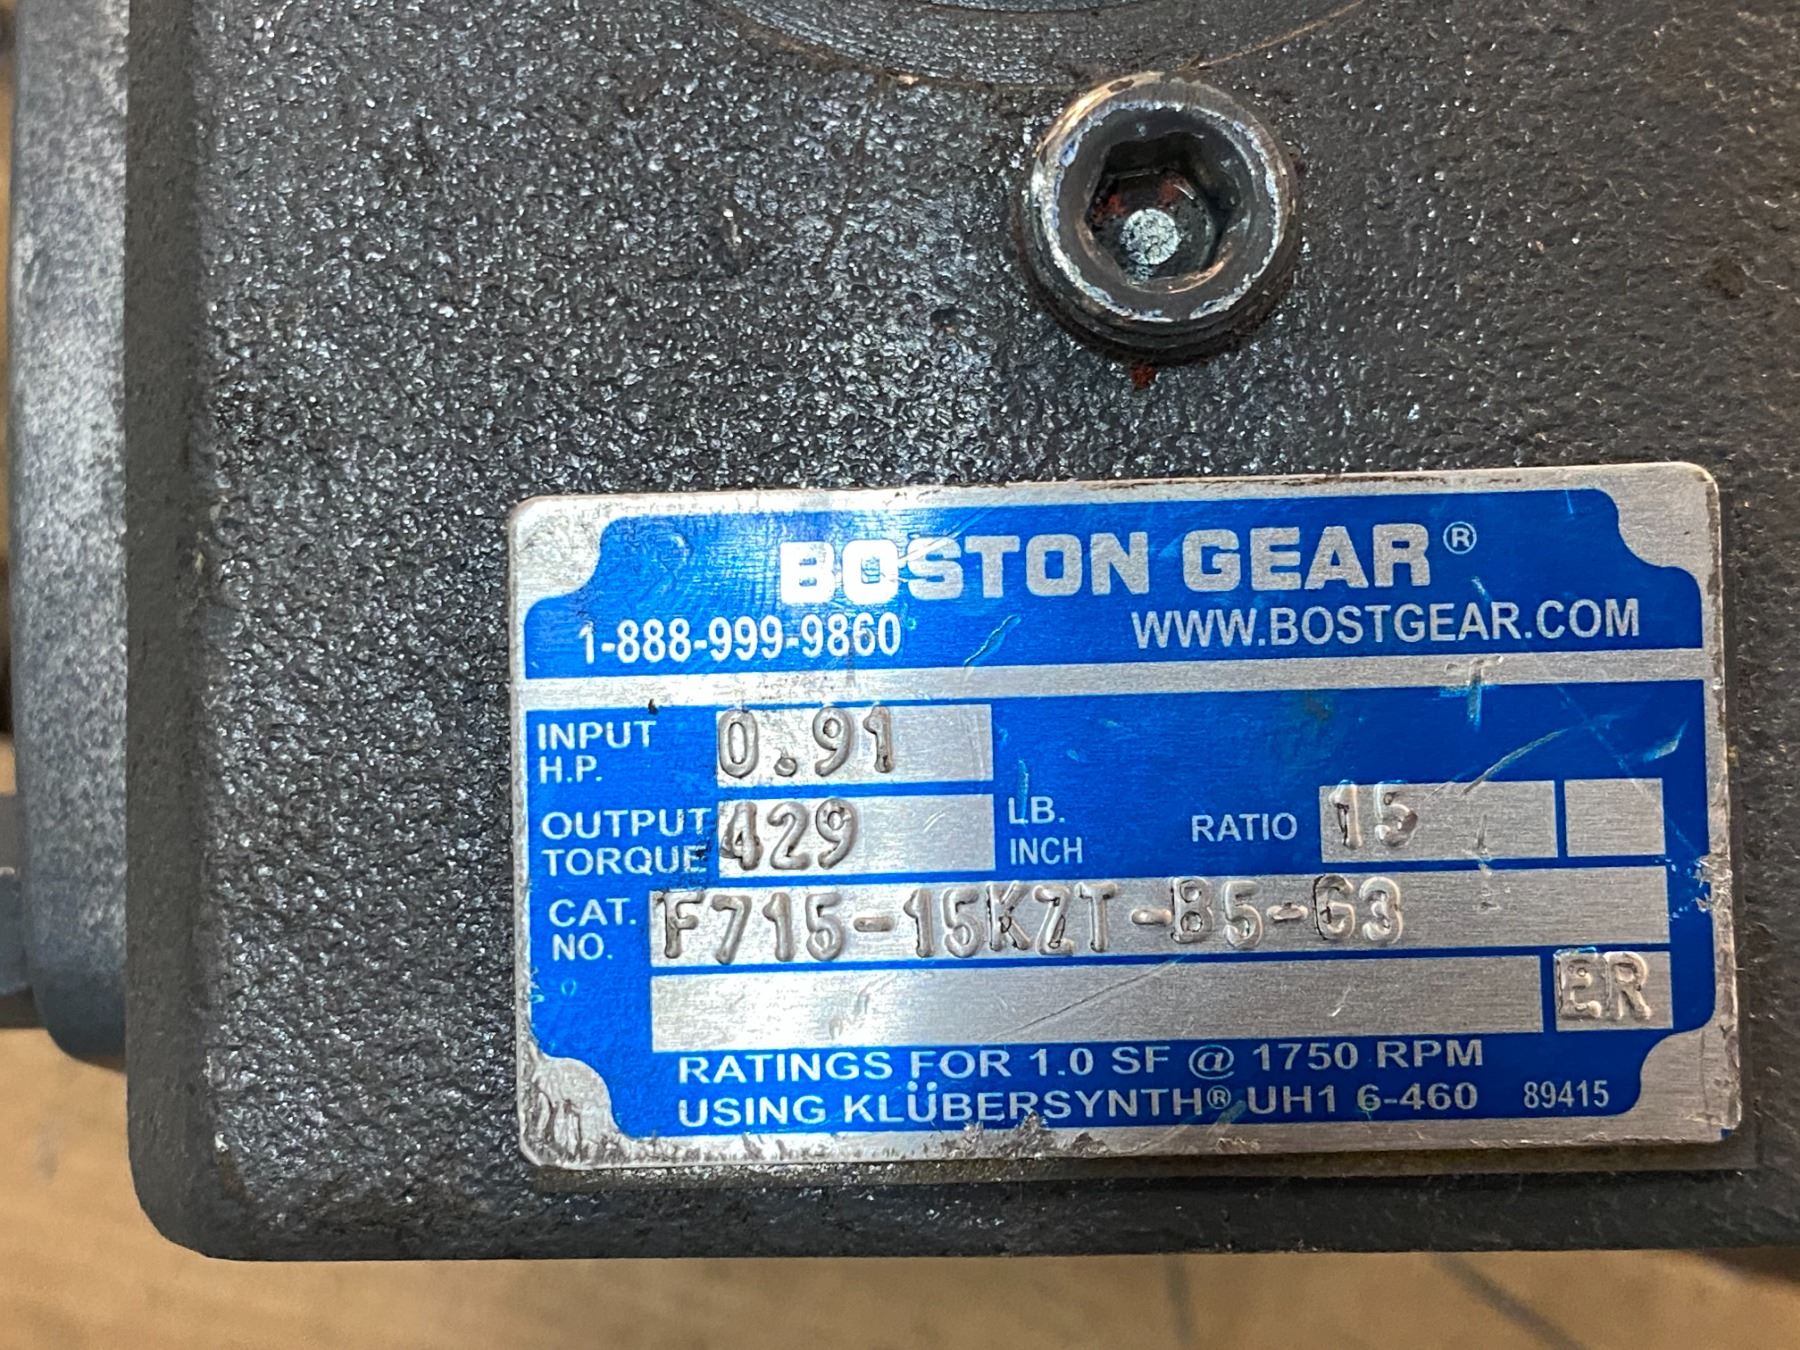 BOSTON GEAR®
1-888-999-9860 WWW.BOSTGEAR.COM
INPUT H.P. 0.91
OUTPUT TORQUE 429 LB. INCH RATIO 15
CAT. NO. F715-15KZT-B5-G3
ER
RATINGS FOR 1.0 SF @ 1750 RPM
USING KLÜBERSYNTH® UH1 6-460 89415